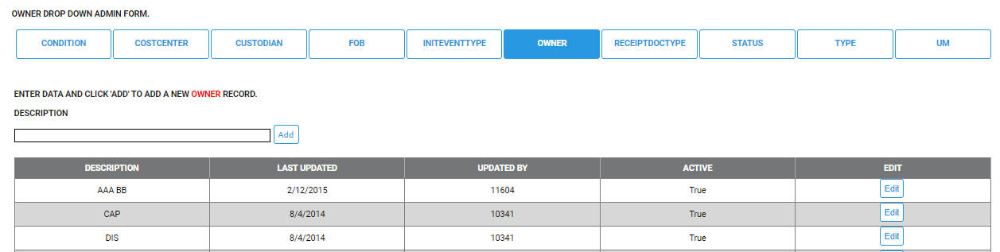 OWNER DROP DOWN ADMIN FORM.
CONDITION COSTCENTER CUSTODIAN FOB INITEVENTTYPE OWNER RECEIPTDOCTYPE STATUS TYPE UM
ENTER DATA AND CLICK 'ADD' TO ADD A NEW OWNER RECORD.
DESCRIPTION
Add
DESCRIPTION LAST UPDATED UPDATED BY ACTIVE EDIT
AAA BB 2/12/2015 11604 True Edit
CAP 8/4/2014 10341 True Edit
DIS 8/4/2014 10341 True Edit